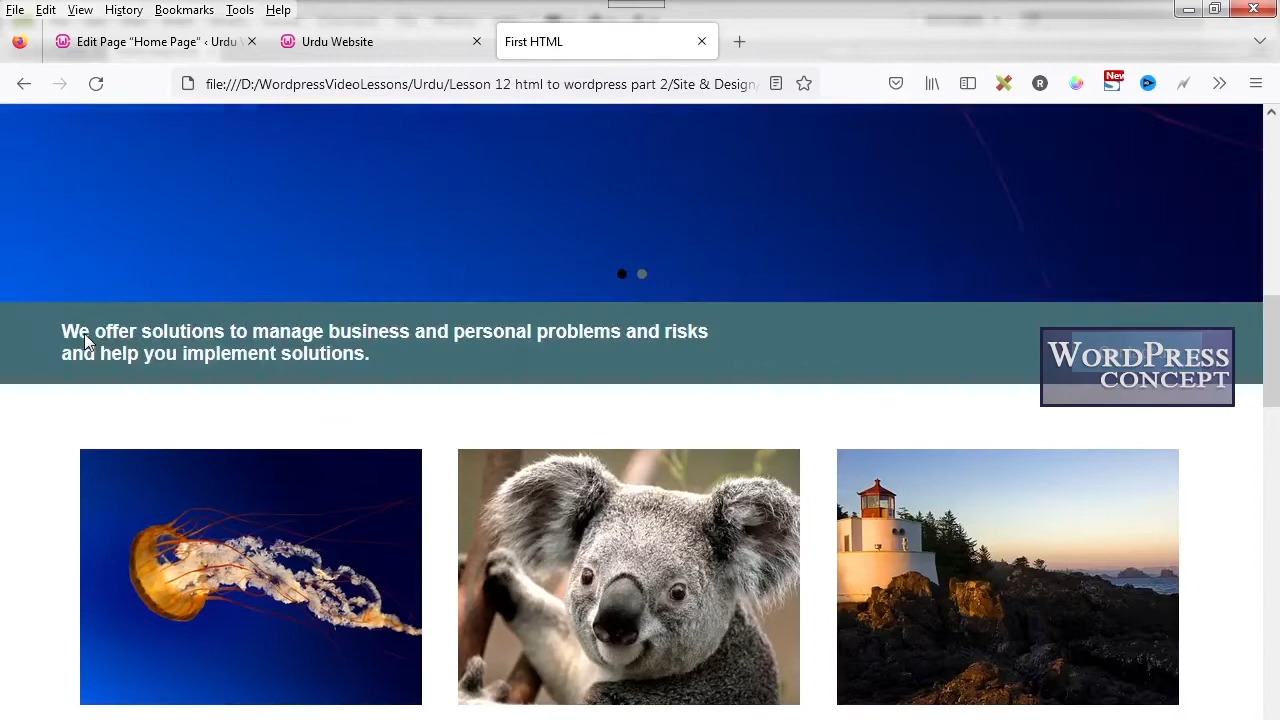 File Edit View History Bookmarks Tools Help
Edit Page “Home Page” ‹ Urdu W
Urdu Website
First HTML
file:///D:/WordpressVideoLessons/Urdu/Lesson 12 html to wordpress part 2/Site & Design/
R
New
S
We offer solutions to manage business and personal problems and risks
and help you implement solutions.
WORDPRESS
CONCEPT